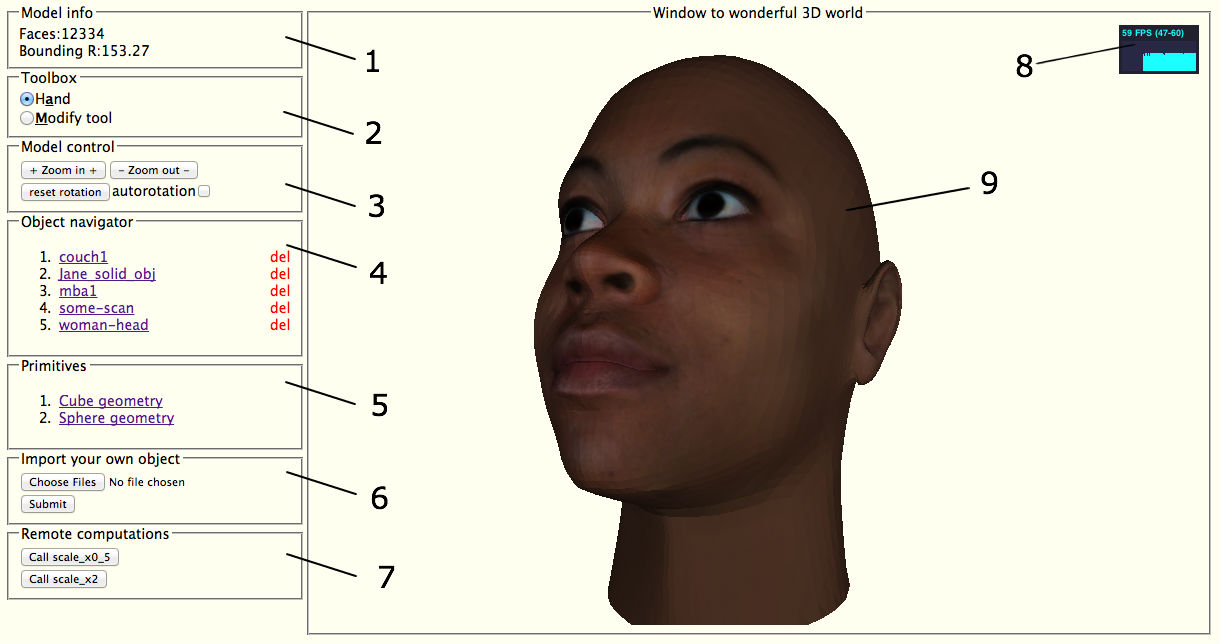 Model info
Faces:12334
Bounding R:153.27
1
Toolbox
Hand
Modify tool
2
Model control
+ Zoom in +
- Zoom out -
reset rotation
autorotation
3
Object navigator
1. couch1 del
2. Jane_solid_obj del
3. mba1 del
4. some-scan del
5. woman-head del
4
Primitives
1. Cube geometry
2. Sphere geometry
5
Import your own object
Choose Files No file chosen
Submit
6
Remote computations
Call scale_x0_5
Call scale_x2
7
Window to wonderful 3D world
59 FPS (47-60)
8
9